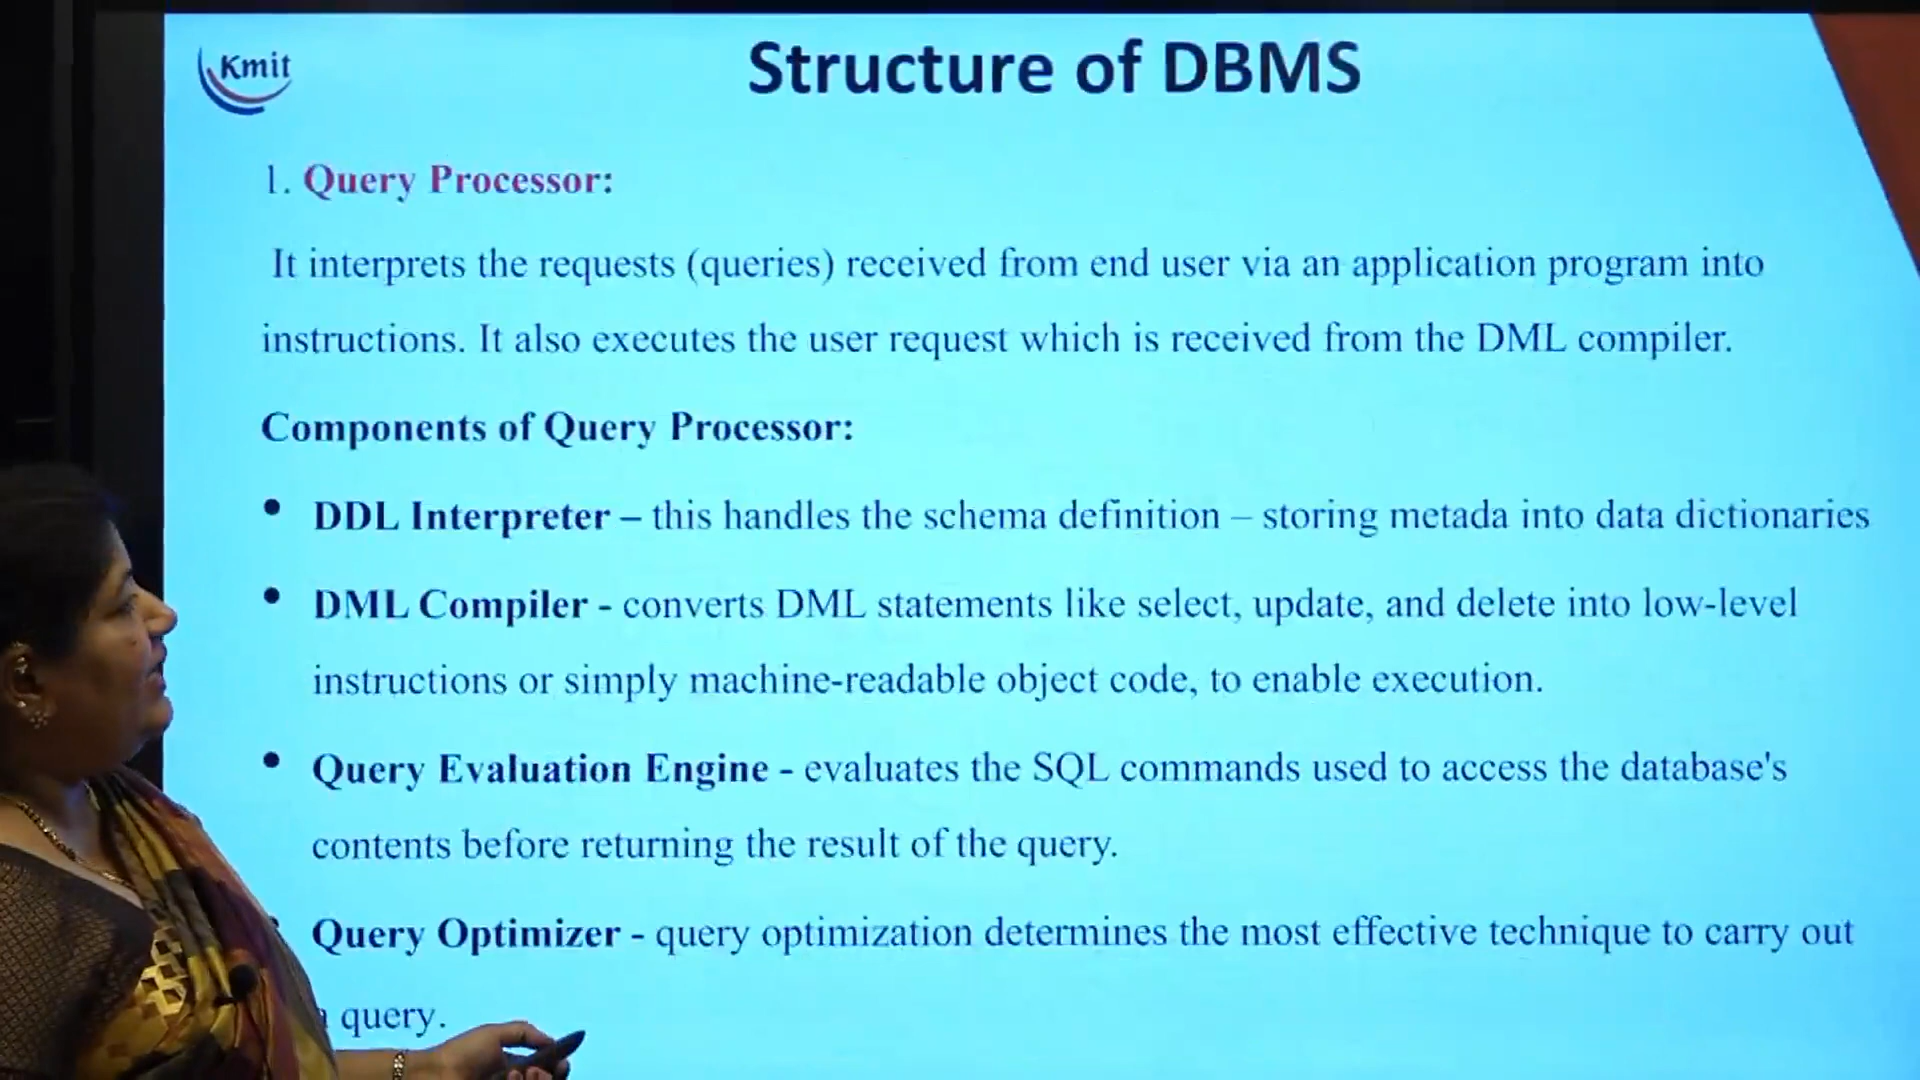 Kmit
Structure of DBMS
1. Query Processor:
It interprets the requests (queries) received from end user via an application program into
instructions. It also executes the user request which is received from the DML compiler.
Components of Query Processor:
• DDL Interpreter – this handles the schema definition – storing metada into data dictionaries
• DML Compiler - converts DML statements like select, update, and delete into low-level
instructions or simply machine-readable object code, to enable execution.
• Query Evaluation Engine - evaluates the SQL commands used to access the database's
contents before returning the result of the query.
Query Optimizer - query optimization determines the most effective technique to carry out
query.